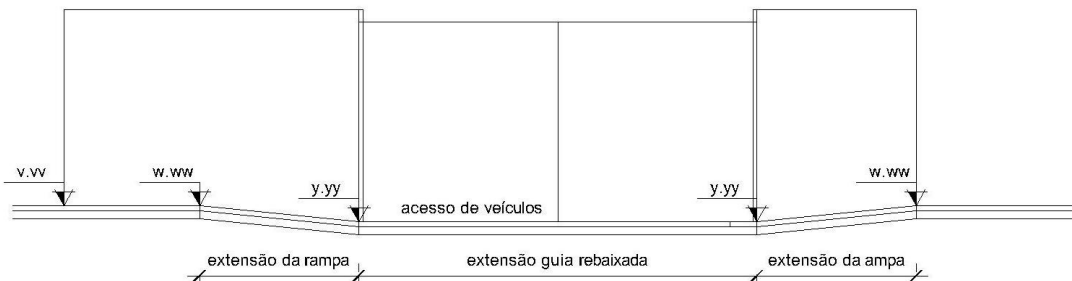 v.vv
w.ww
y.yy
y.yy
w.ww
acesso de veículos
extensão da rampa
extensão guia rebaixada
extensão da ampa